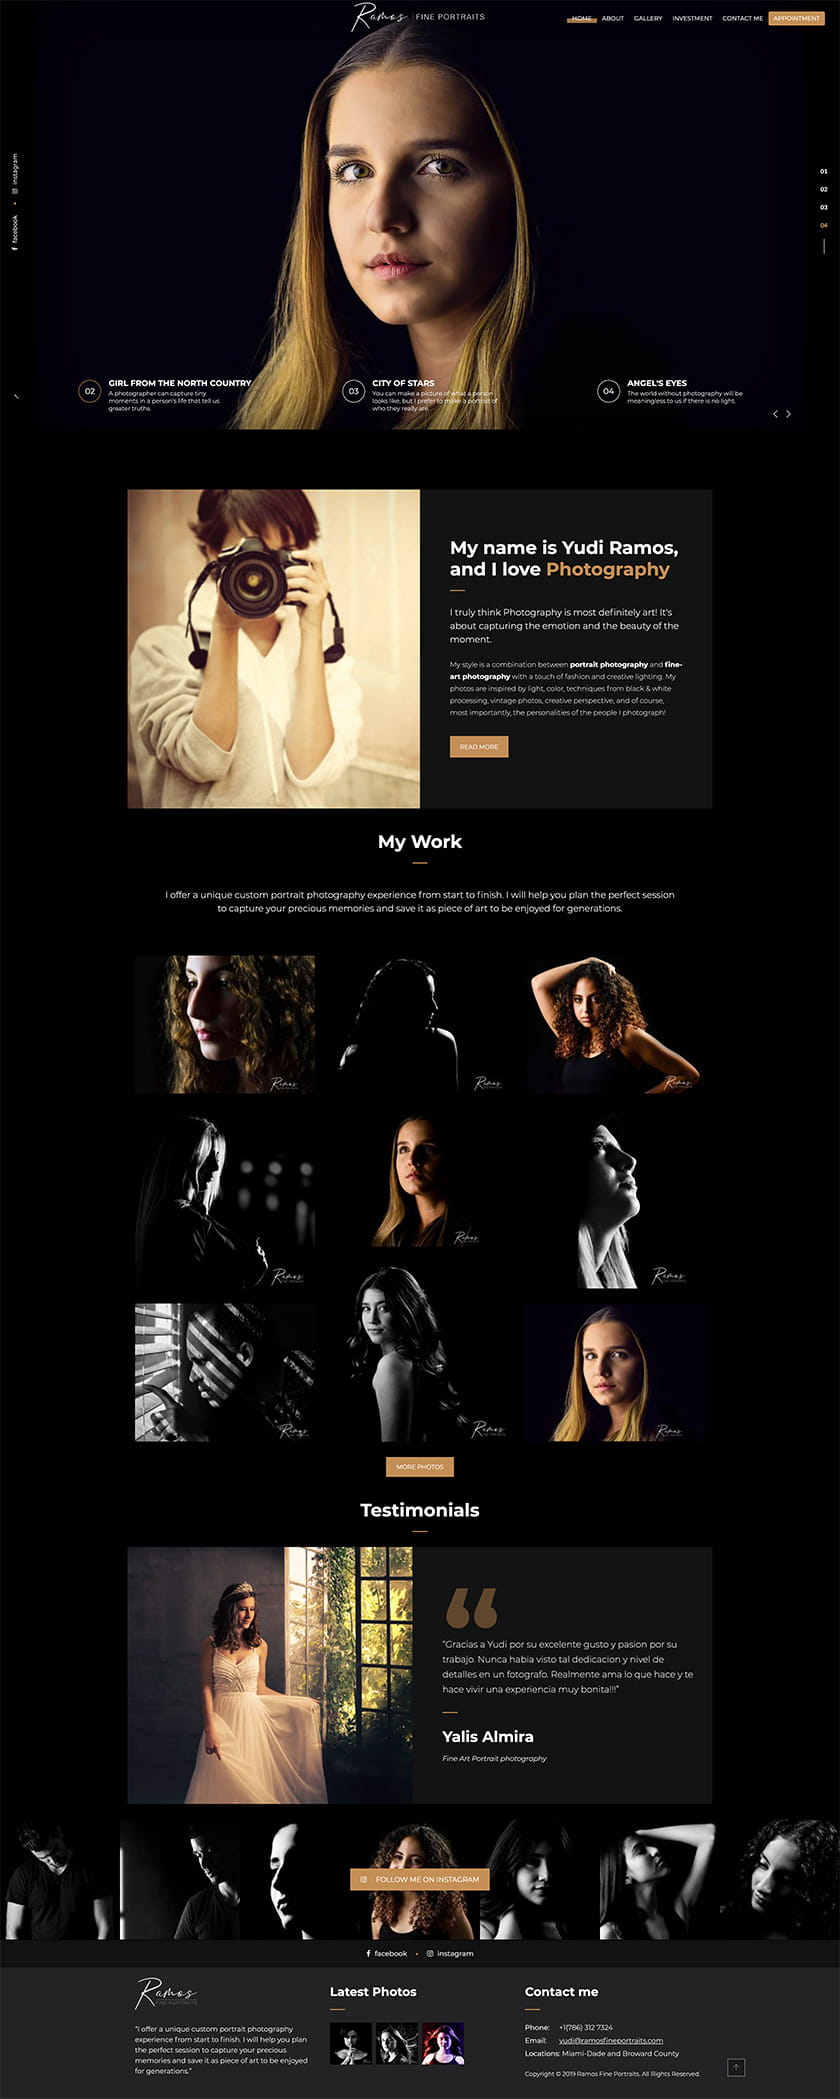 Ramos | FINE PORTRAITS
HOME ABOUT GALLERY INVESTMENT CONTACT ME APPOINTMENT
instagram
facebook
01
02
03
04
02 GIRL FROM THE NORTH COUNTRY
A photographer can capture tiny
moments in a person's life that tell us
greater truths.
03 CITY OF STARS
You can make a picture of what a person
looks like, but I prefer to make a portrait of
who they really are.
04 ANGEL'S EYES
The world without photography will be
meaningless to us if there is no light.
My name is Yudi Ramos,
and I love Photography
I truly think Photography is most definitely art! It's
about capturing the emotion and the beauty of the
moment.
My style is a combination between portrait photography and fine-
art photography with a touch of fashion and creative lighting. My
photos are inspired by light, color, techniques from black & white
processing, vintage photos, creative perspective, and of course,
most importantly, the personalities of the people I photograph!
READ MORE
My Work
I offer a unique custom portrait photography experience from start to finish. I will help you plan the perfect session
to capture your precious memories and save it as piece of art to be enjoyed for generations.
Ramos
Ramos
Ramos
Ramos
Ramos
Ramos
Ramos
Ramos
Ramos
MORE PHOTOS
Testimonials
“
"Gracias a Yudi por su excelente gusto y pasion por su
trabajo. Nunca habia visto tal dedicacion y nivel de
detalles en un fotografo. Realmente ama lo que hace y te
hace vivir una experiencia muy bonita!!!"
Yalis Almira
Fine Art Portrait photography
FOLLOW ME ON INSTAGRAM
facebook • instagram
Ramos
FINE PORTRAITS
"I offer a unique custom portrait photography
experience from start to finish. I will help you plan
the perfect session to capture your precious
memories and save it as piece of art to be enjoyed
for generations."
Latest Photos
Contact me
Phone: +1(786) 312 7324
Email: yudi@ramosfineportraits.com
Locations: Miami-Dade and Broward County
Copyright © 2019 Ramos Fine Portraits. All Rights Reserved.